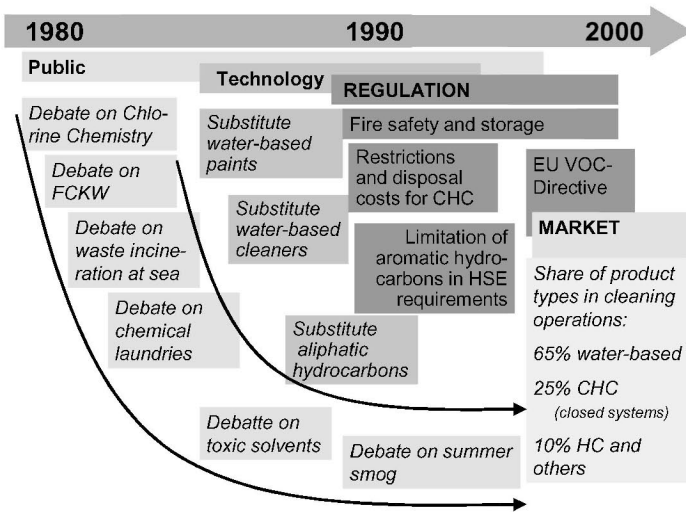 1980 1990 2000
Public
Technology
REGULATION
Debate on Chlo-
rine Chemistry
Debate on
FCKW
Debate on
waste incine-
ration at sea
Debate on
chemical
laundries
Debatte on
toxic solvents
Debate on summer
smog
Substitute
water-based
paints
Substitute
water-based
cleaners
Substitute
aliphatic
hydrocarbons
Fire safety and storage
Restrictions
and disposal
costs for CHC
Limitation of
aromatic hydro-
carbons in HSE
requirements
EU VOC-
Directive
MARKET
Share of product
types in cleaning
operations:
65% water-based
25% CHC
(closed systems)
10% HC and
others